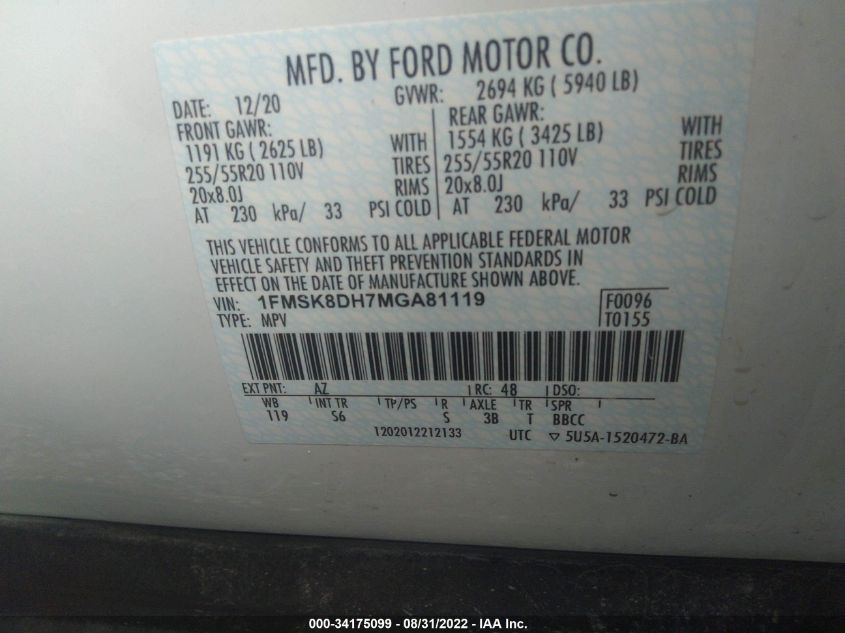 MFD. BY FORD MOTOR CO.
DATE: 12/20 GVWR: 2694 KG ( 5940 LB)
FRONT GAWR: REAR GAWR:
1191 KG ( 2625 LB) WITH 1554 KG ( 3425 LB) WITH
255/55R20 110V TIRES 255/55R20 110V TIRES
20x8.0J RIMS 20x8.0J RIMS
AT 230 kPa/ 33 PSI COLD AT 230 kPa/ 33 PSI COLD
THIS VEHICLE CONFORMS TO ALL APPLICABLE FEDERAL MOTOR
VEHICLE SAFETY AND THEFT PREVENTION STANDARDS IN
EFFECT ON THE DATE OF MANUFACTURE SHOWN ABOVE.
VIN: 1FMSK8DH7MGA81119 F0096
TYPE: MPV T0155
EXT PNT: AZ RC: 48 DSO:
WB INT TR TP/PS R AXLE TR SPR
119 S6 S 3B T BBCC
1202012212133 UTC ▽ 5U5A-1520472-BA
000-34175099 - 08/31/2022 - IAA Inc.